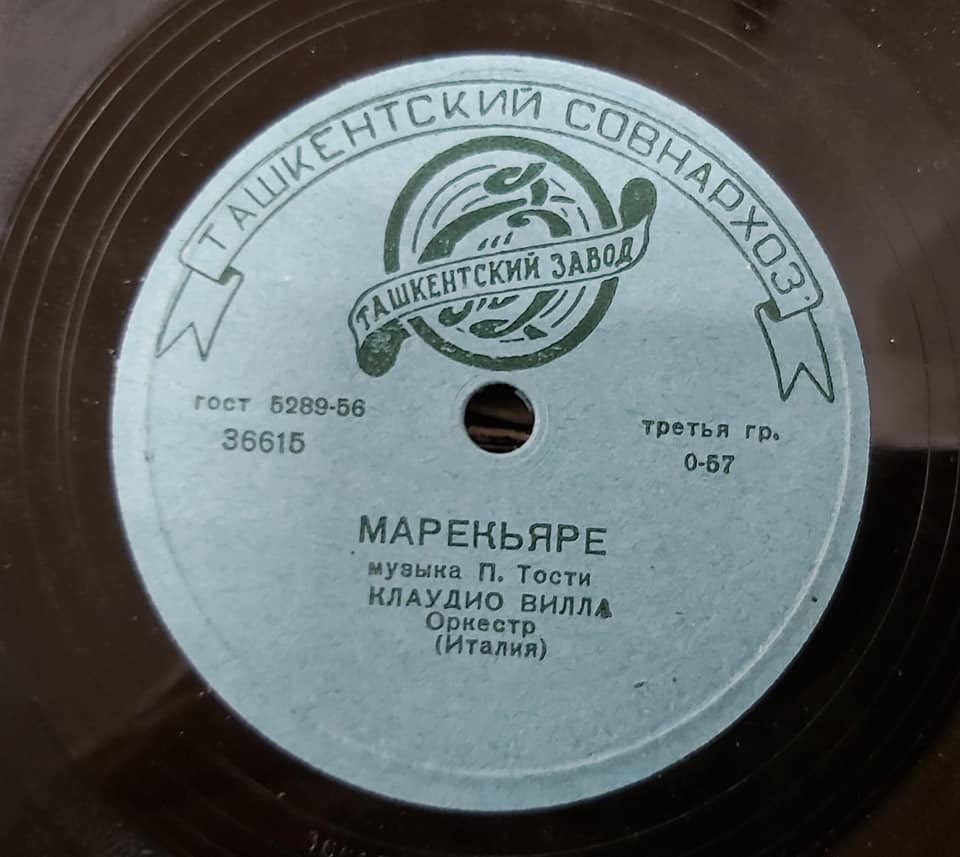 ТАШКЕНТСКИЙ СОВНАРХОЗ
ТАШКЕНТСКИЙ ЗАВОД
гост 5289-56
36615
третья гр.
0-57
МАРЕКЬЯРЕ
музыка П. Тости
КЛАУДИО ВИЛЛА
Оркестр
(Италия)